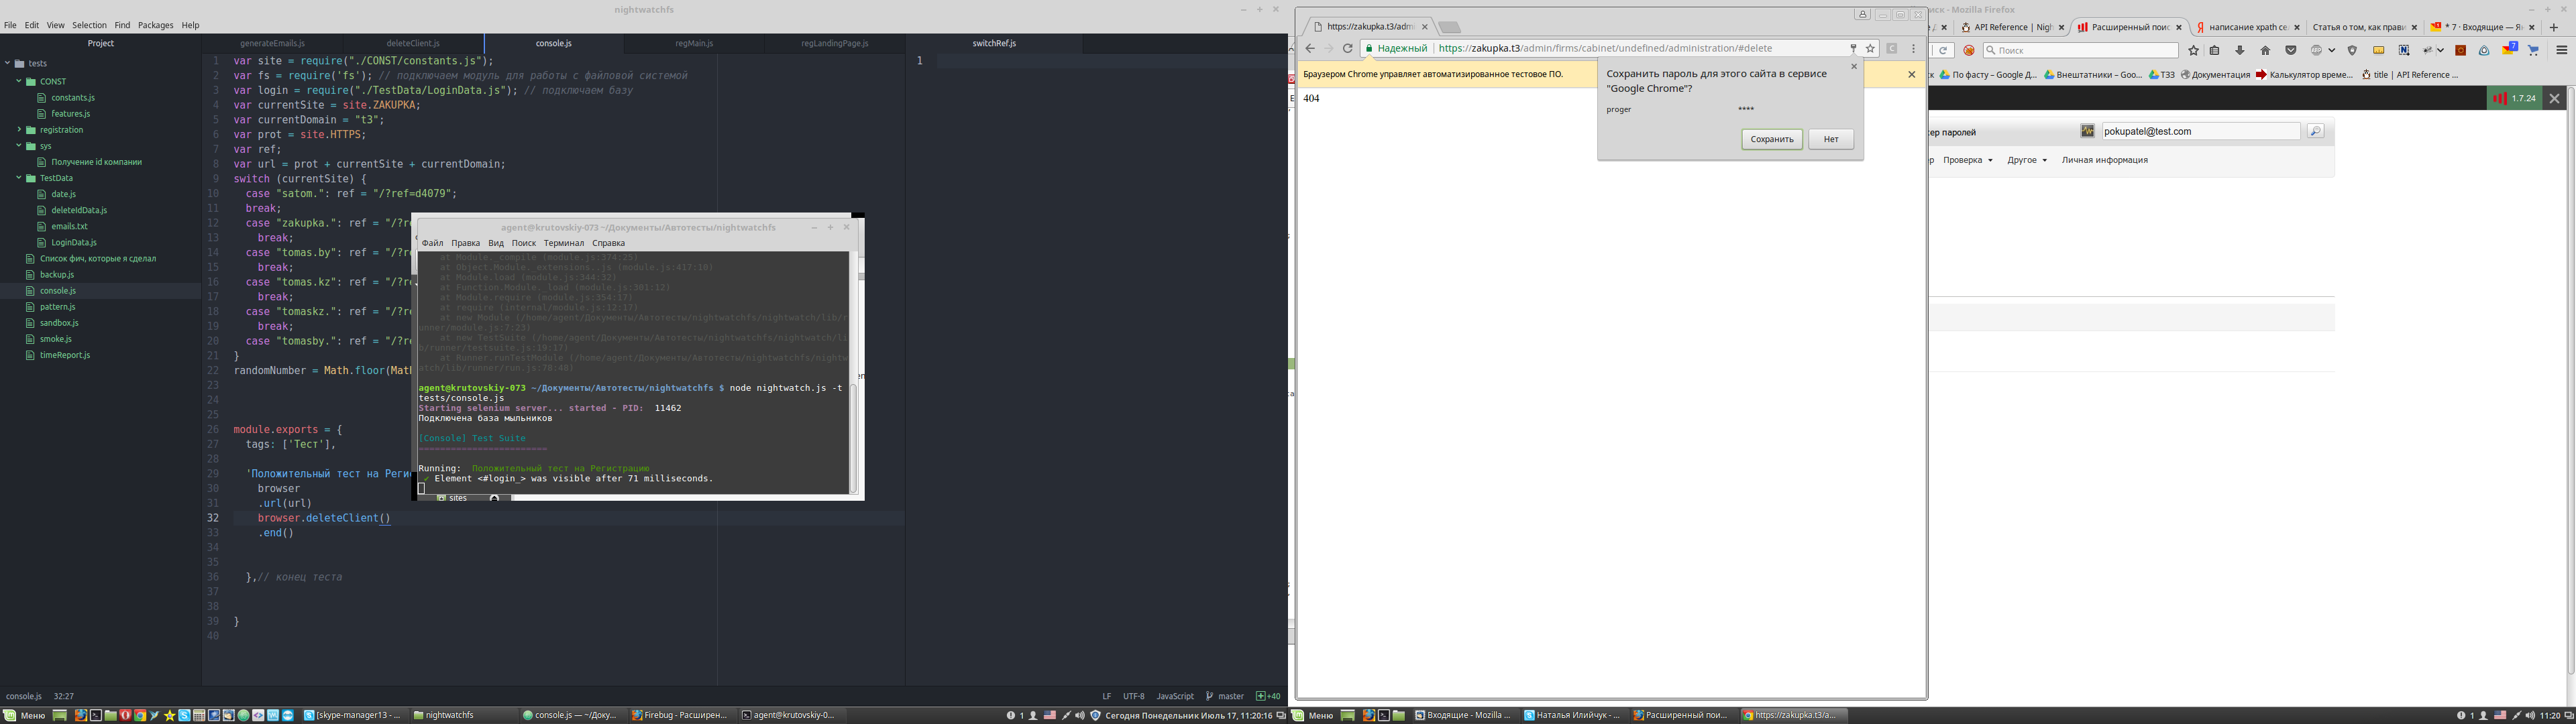 nightwatchfs
File Edit View Selection Find Packages Help
Project
tests
CONST
constants.js
features.js
registration
sys
Получение id компании
TestData
date.js
deleteIdData.js
emails.txt
LoginData.js
Список фич, которые я сделал
backup.js
console.js
pattern.js
sandbox.js
smoke.js
timeReport.js
generateEmails.js deleteClient.js console.js regMain.js regLandingPage.js switchRef.js
1 var site = require("./CONST/constants.js");
2 var fs = require('fs'); // подключаем модуль для работы с файловой системой
3 var login = require("./TestData/LoginData.js"); // подключаем базу
4 var currentSite = site.ZAKUPKA;
5 var currentDomain = "t3";
6 var prot = site.HTTPS;
7 var ref;
8 var url = prot + currentSite + currentDomain;
9 switch (currentSite) {
10 case "satom.": ref = "/?ref=d4079";
11 break;
12 case "zakupka.": ref = "/?r
13 break;
14 case "tomas.by": ref = "/?r
15 break;
16 case "tomas.kz": ref = "/?r
17 break;
18 case "tomaskz.": ref = "/?r
19 break;
20 case "tomasby.": ref = "/?r
21 }
22 randomNumber = Math.floor(Mat
23
24
25
26 module.exports = {
27 tags: ['Тест'],
28
29 'Положительный тест на Реги
30 browser
31 .url(url)
32 browser.deleteClient()
33 .end()
34
35
36 },// конец теста
37
38
39 }
40
1
agent@krutovskiy-073 ~/Документы/Автотесты/nightwatchfs
Файл Правка Вид Поиск Терминал Справка
at Module._compile (module.js:374:25)
at Object.Module._extensions..js (module.js:417:10)
at Module.load (module.js:344:32)
at Function.Module._load (module.js:301:12)
at Module.require (module.js:354:17)
at require (internal/module.js:12:17)
at new Module (/home/agent/Документы/Автотесты/nightwatchfs/nightwatch/lib/r
unner/module.js:7:23)
at new TestSuite (/home/agent/Документы/Автотесты/nightwatchfs/nightwatch/li
b/runner/testsuite.js:19:17)
at Runner.runTestModule (/home/agent/Документы/Автотесты/nightwatchfs/nightw
atch/lib/runner/run.js:78:40)
agent@krutovskiy-073 ~/Документы/Автотесты/nightwatchfs $ node nightwatch.js -t
tests/console.js
Starting selenium server... started - PID: 11462
Подключена база мыльников
[Console] Test Suite
=======================
Running: Положительный тест на Регистрацию
✓ Element <#login_> was visible after 71 milliseconds.
sites
console.js 32:27
LF UTF-8 JavaScript master +40
https://zakupka.t3/admi
Надежный https://zakupka.t3/admin/firms/cabinet/undefined/administration/#delete
Браузером Chrome управляет автоматизированное тестовое ПО.
404
Сохранить пароль для этого сайта в сервисе
"Google Chrome"?
proger ****
Сохранить Нет
иск - Mozilla Firefox
API Reference | Nigh Расширенный поис написание xpath се Статья о том, как прави * 7 · Входящие — Ян
Поиск
По фасту – Google Д... Внештатники – Goo... ТЗЗ Документация Калькулятор време... title | API Reference ...
1.7.24
ер паролей pokupatel@test.com
Проверка Другое Личная информация
Меню [skype-manager13 - ... nightwatchfs console.js — ~/Доку... Firebug - Расширен... agent@krutovskiy-0...
1 Сегодня Понедельник Июль 17, 11:20:16
Меню Входящие - Mozilla ... Наталья Илийчук - ... Расширенный пои... https://zakupka.t3/a...
1 11:20